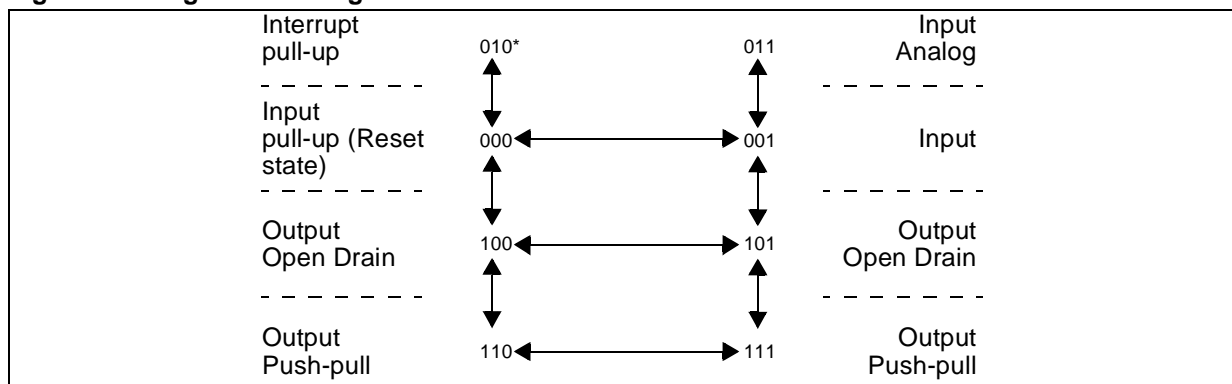 Interrupt
pull-up
010*
011
Input
Analog
Input
pull-up (Reset
state)
000
001
Input
Output
Open Drain
100
101
Output
Open Drain
Output
Push-pull
110
111
Output
Push-pull